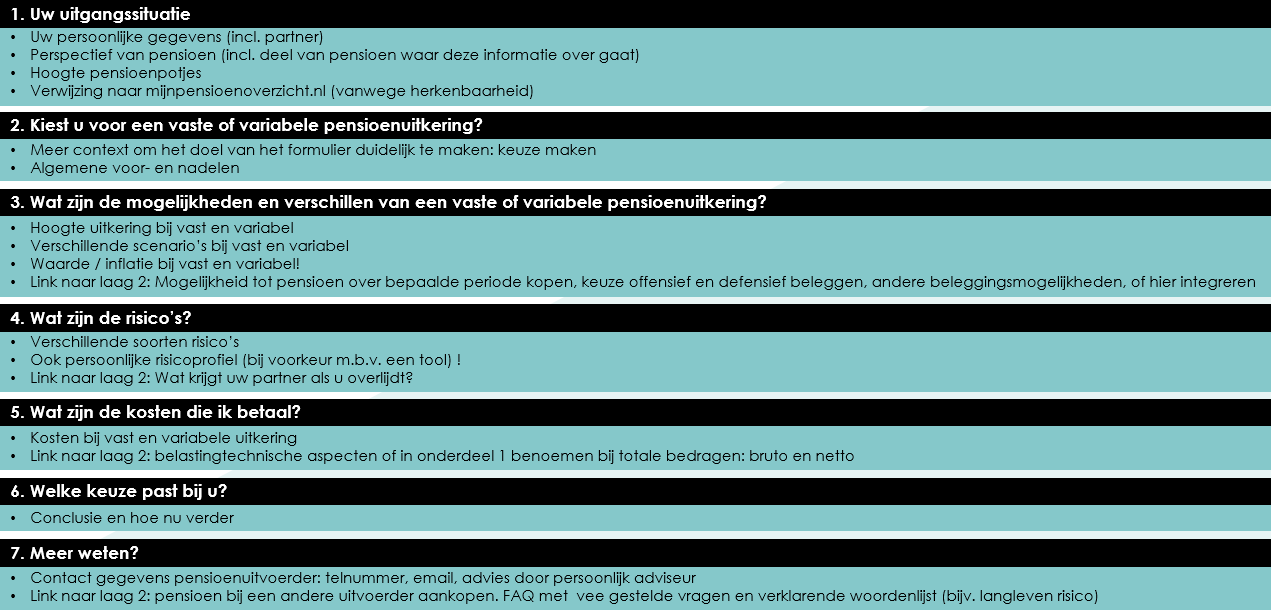 1. Uw uitgangssituatie
• Uw persoonlijke gegevens (incl. partner)
• Perspectief van pensioen (incl. deel van pensioen waar deze informatie over gaat)
• Hoogte pensioenpotjes
• Verwijzing naar mijnpensioenoverzicht.nl (vanwege herkenbaarheid)
2. Kiest u voor een vaste of variabele pensioenuitkering?
• Meer context om het doel van het formulier duidelijk te maken: keuze maken
• Algemene voor- en nadelen
3. Wat zijn de mogelijkheden en verschillen van een vaste of variabele pensioenuitkering?
• Hoogte uitkering bij vast en variabel
• Verschillende scenario’s bij vast en variabel
• Waarde / inflatie bij vast en variabel!
• Link naar laag 2: Mogelijkheid tot pensioen over bepaalde periode kopen, keuze offensief en defensief beleggen, andere beleggingsmogelijkheden, of hier integreren
4. Wat zijn de risico’s?
• Verschillende soorten risico’s
• Ook persoonlijke risicoprofiel (bij voorkeur m.b.v. een tool) !
• Link naar laag 2: Wat krijgt uw partner als u overlijdt?
5. Wat zijn de kosten die ik betaal?
• Kosten bij vast en variabele uitkering
• Link naar laag 2: belastingtechnische aspecten of in onderdeel 1 benoemen bij totale bedragen: bruto en netto
6. Welke keuze past bij u?
• Conclusie en hoe nu verder
7. Meer weten?
• Contact gegevens pensioenuitvoerder: telnummer, email, advies door persoonlijk adviseur
• Link naar laag 2: pensioen bij een andere uitvoerder aankopen. FAQ met  vee gestelde vragen en verklarende woordenlijst (bijv. langleven risico)